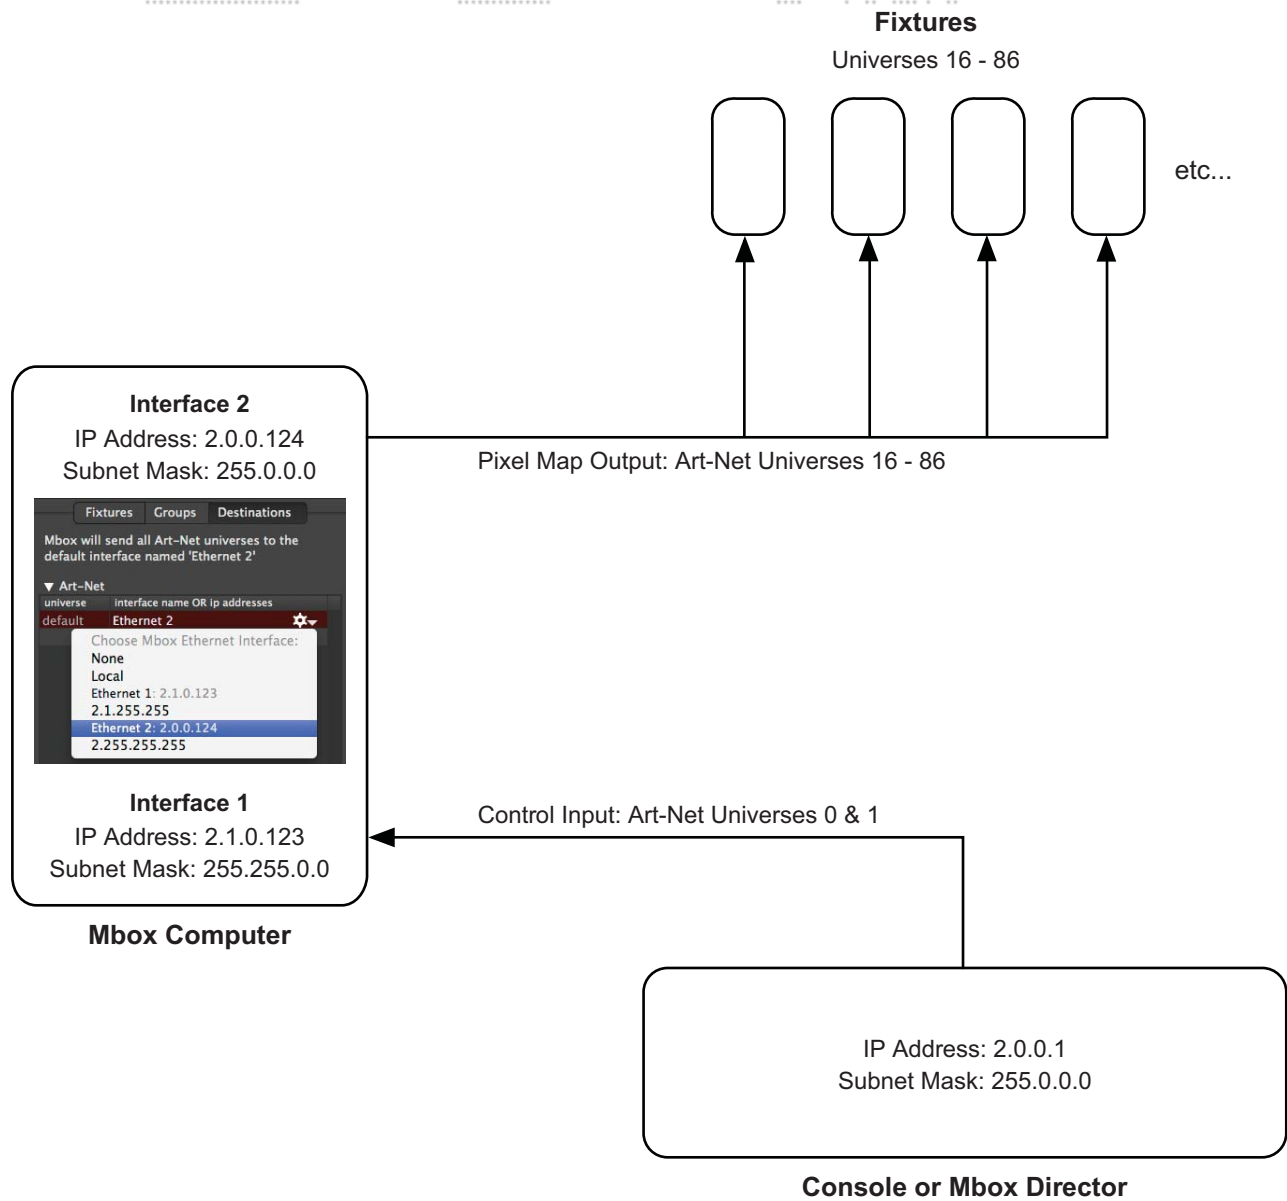 Fixtures
Universes 16 - 86
etc...
Interface 2
IP Address: 2.0.0.124
Subnet Mask: 255.0.0.0
Pixel Map Output: Art-Net Universes 16 - 86
Fixtures Groups Destinations
Mbox will send all Art-Net universes to the
default interface named 'Ethernet 2'
▼ Art-Net
universe interface name OR ip addresses
default Ethernet 2
Choose Mbox Ethernet Interface:
None
Local
Ethernet 1: 2.1.0.123
2.1.255.255
Ethernet 2: 2.0.0.124
2.255.255.255
Interface 1
IP Address: 2.1.0.123
Subnet Mask: 255.255.0.0
Control Input: Art-Net Universes 0 & 1
Mbox Computer
IP Address: 2.0.0.1
Subnet Mask: 255.0.0.0
Console or Mbox Director